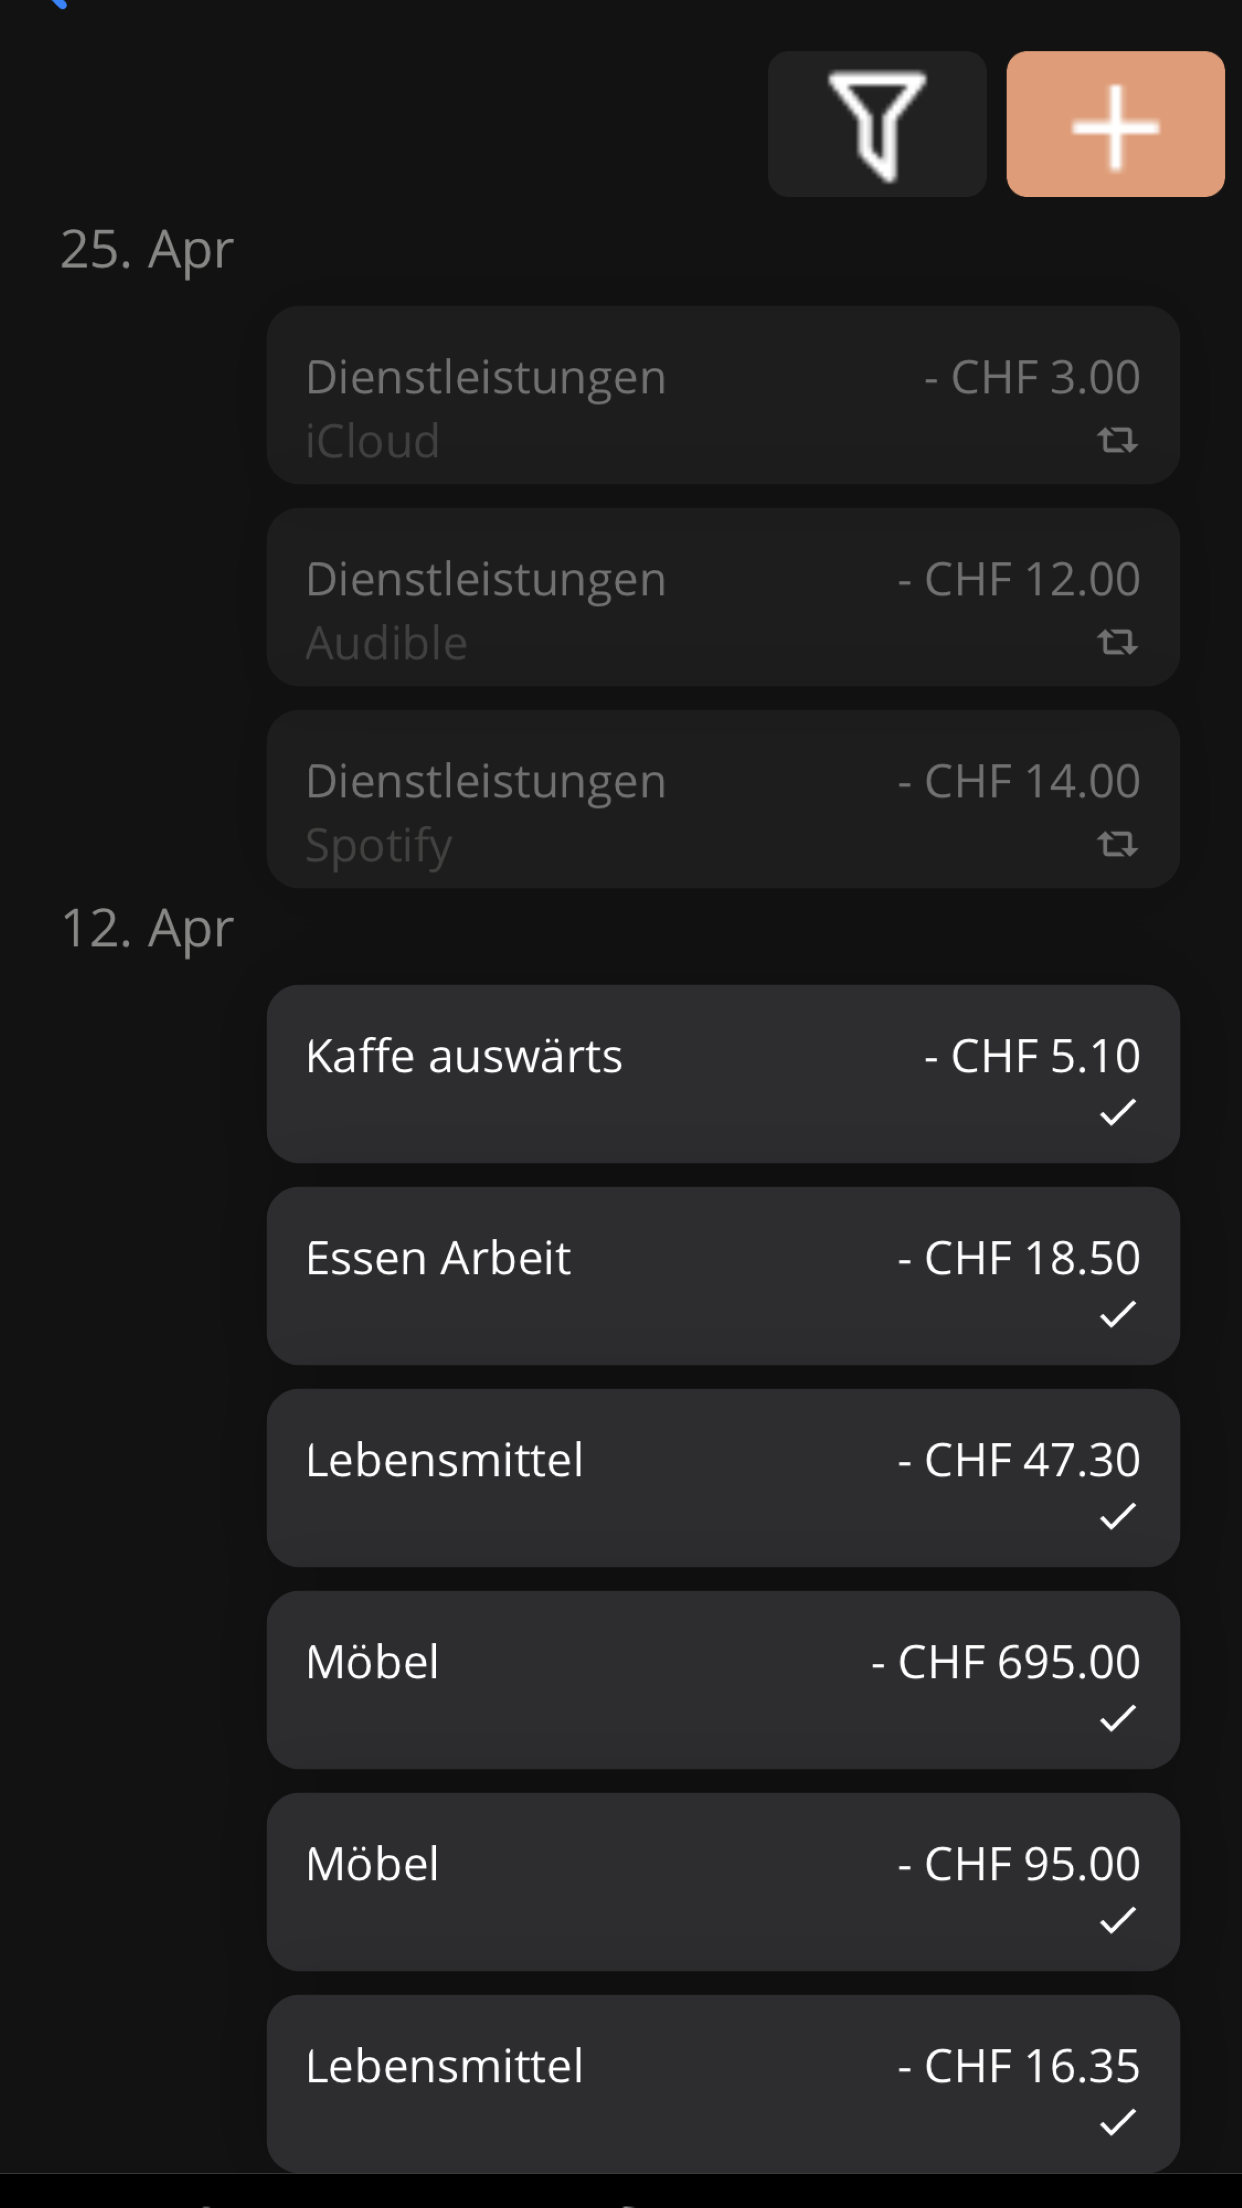 25. Apr
Dienstleistungen - CHF 3.00
iCloud
Dienstleistungen - CHF 12.00
Audible
Dienstleistungen - CHF 14.00
Spotify
12. Apr
Kaffe auswärts - CHF 5.10
Essen Arbeit - CHF 18.50
Lebensmittel - CHF 47.30
Möbel - CHF 695.00
Möbel - CHF 95.00
Lebensmittel - CHF 16.35